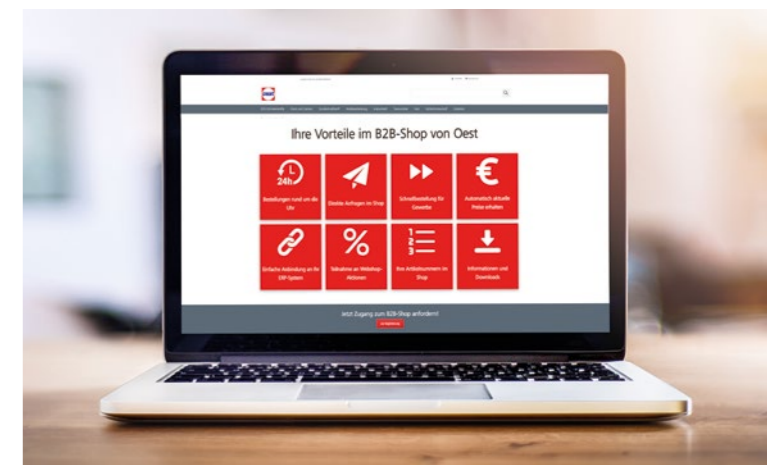 Ihre Vorteile im B2B-Shop von Oest
24h
Bestellungen rund um die
Uhr
Direkte Anfragen im Shop
Schnellbestellung für
Gewerbe
€
Automatisch aktuelle
Preise erhalten
Einfache Anbindung an Ihr
ERP-System
%
Teilnahme an Webshop-
Aktionen
1
2
3
Ihre Artikelnummern im
Shop
Informationen und
Downloads
Jetzt Zugang zum B2B-Shop anfordern!